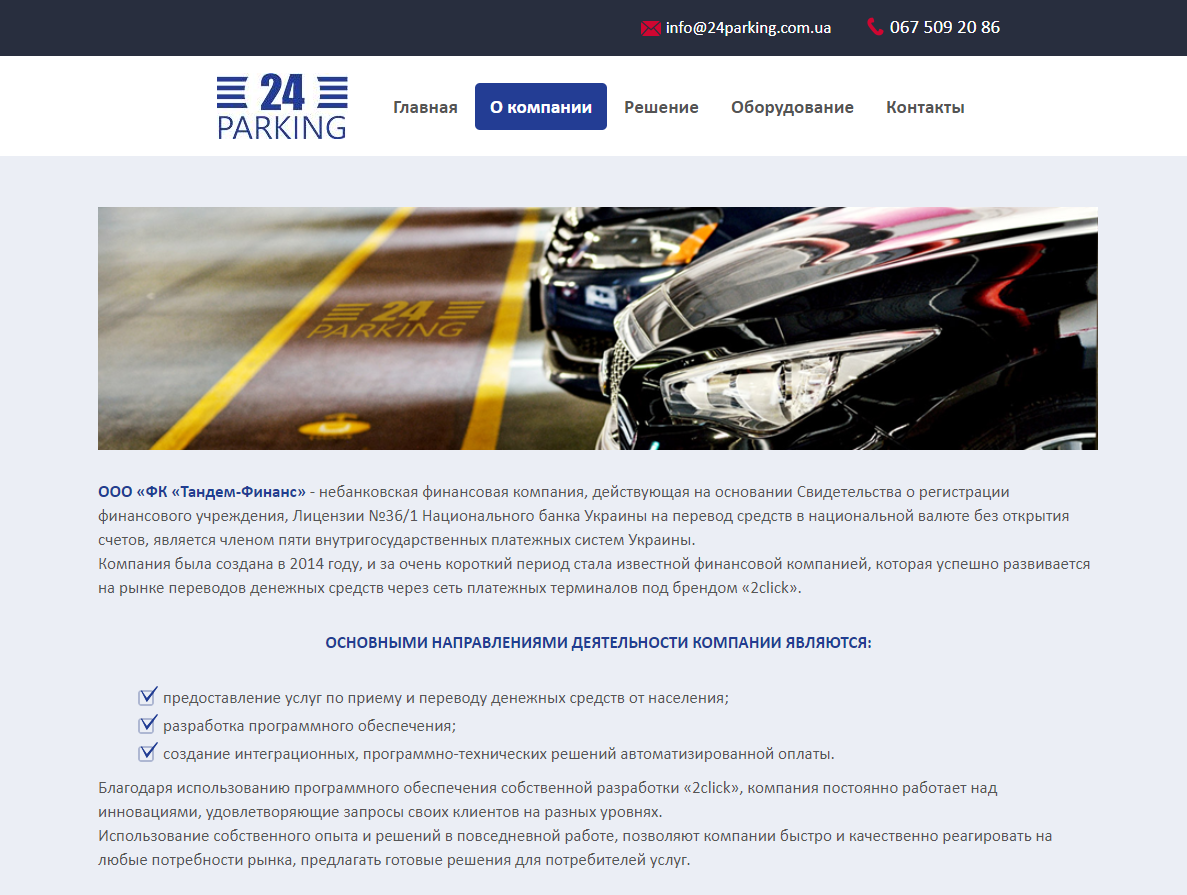 info@24parking.com.ua 067 509 20 86
24
PARKING
Главная О компании Решение Оборудование Контакты
24
PARKING
ООО «ФК «Тандем-Финанс» - небанковская финансовая компания, действующая на основании Свидетельства о регистрации
финансового учреждения, Лицензии №36/1 Национального банка Украины на перевод средств в национальной валюте без открытия
счетов, является членом пяти внутригосударственных платежных систем Украины.
Компания была создана в 2014 году, и за очень короткий период стала известной финансовой компанией, которая успешно развивается
на рынке переводов денежных средств через сеть платежных терминалов под брендом «2click».
ОСНОВНЫМИ НАПРАВЛЕНИЯМИ ДЕЯТЕЛЬНОСТИ КОМПАНИИ ЯВЛЯЮТСЯ:
предоставление услуг по приему и переводу денежных средств от населения;
разработка программного обеспечения;
создание интеграционных, программно-технических решений автоматизированной оплаты.
Благодаря использованию программного обеспечения собственной разработки «2click», компания постоянно работает над
инновациями, удовлетворяющие запросы своих клиентов на разных уровнях.
Использование собственного опыта и решений в повседневной работе, позволяют компании быстро и качественно реагировать на
любые потребности рынка, предлагать готовые решения для потребителей услуг.